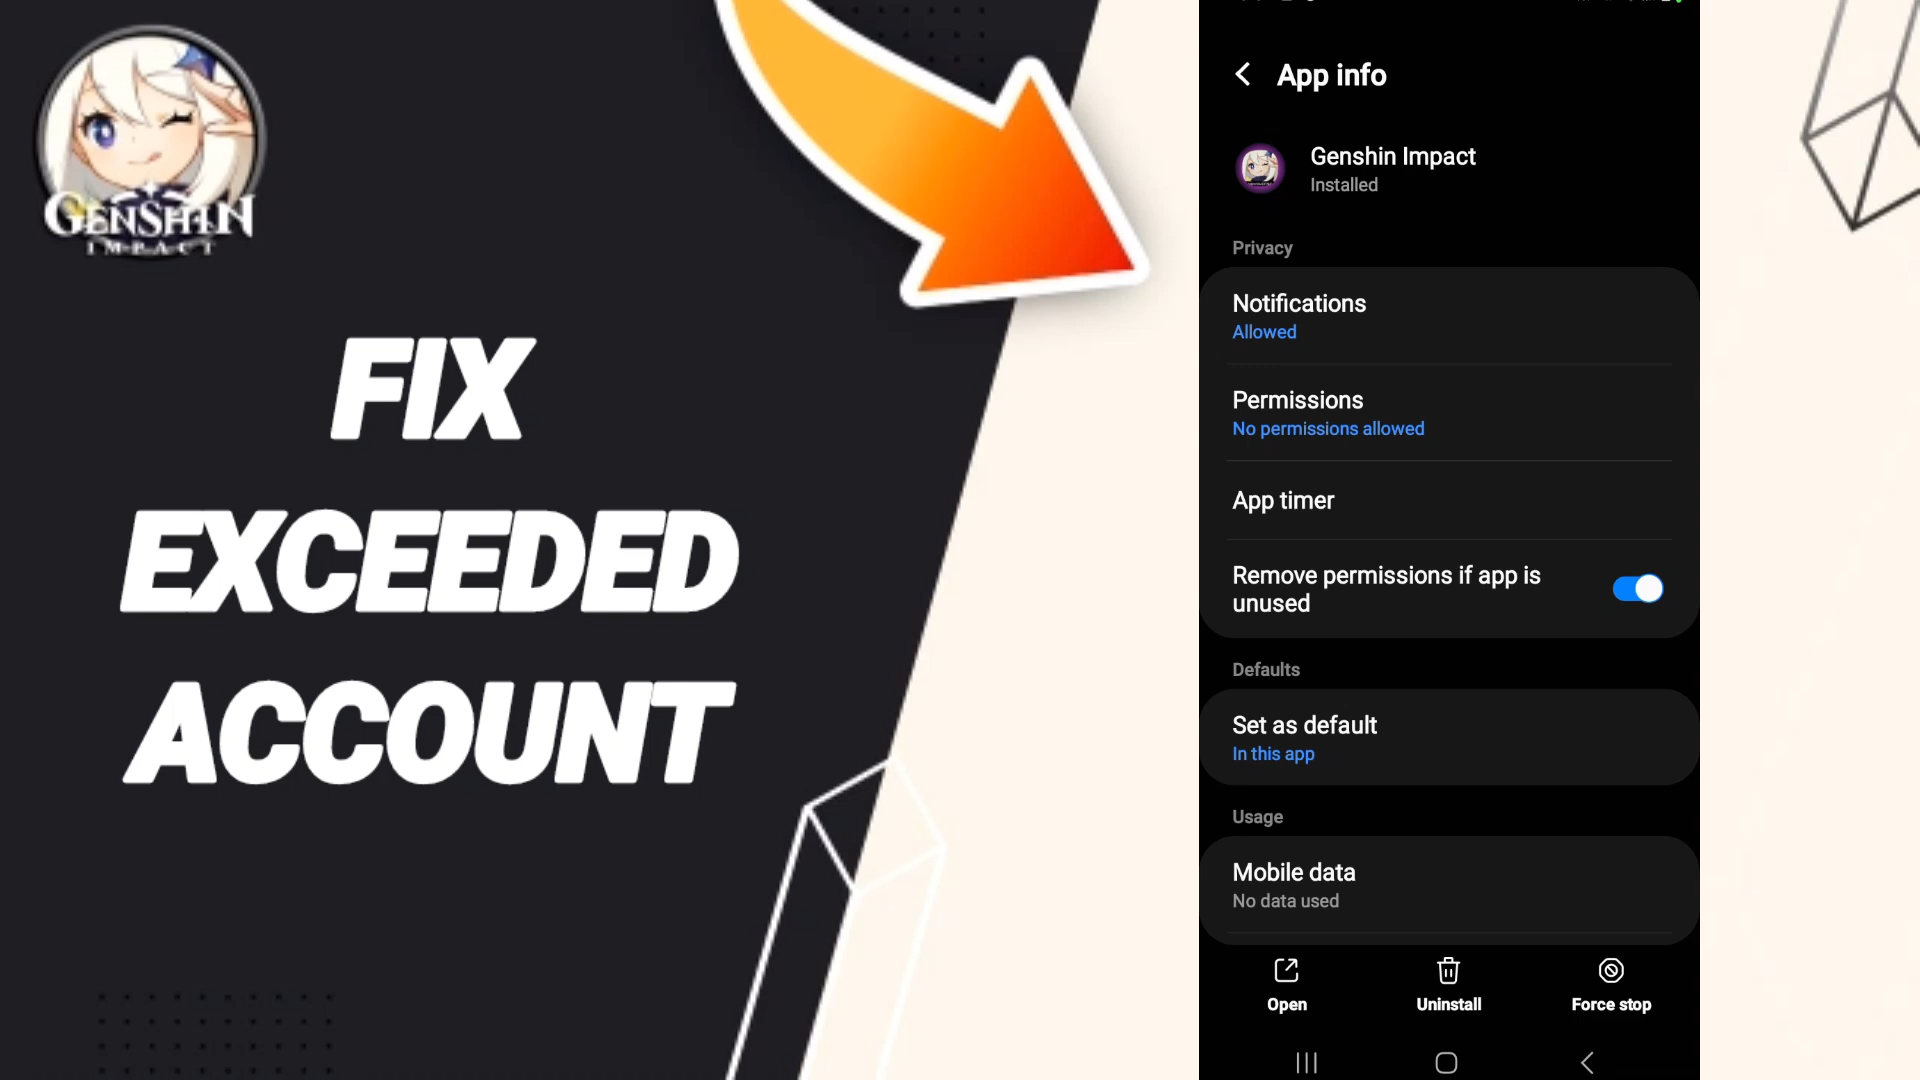 GENSHIN
IMPACT
FIX
EXCEEDED
ACCOUNT
App info
Genshin Impact
Installed
Privacy
Notifications
Allowed
Permissions
No permissions allowed
App timer
Remove permissions if app is
unused
Defaults
Set as default
In this app
Usage
Mobile data
No data used
Open
Uninstall
Force stop